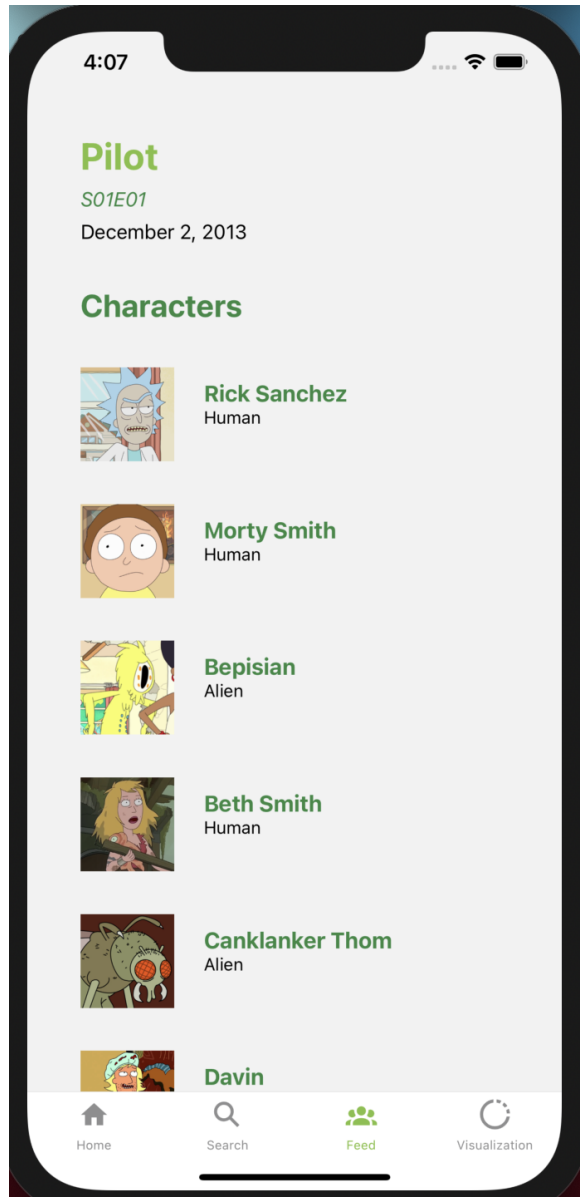 4:07
Pilot
S01E01
December 2, 2013
Characters
Rick Sanchez
Human
Morty Smith
Human
Bepisian
Alien
Beth Smith
Human
Canklanker Thom
Alien
Davin
Home Search Feed Visualization